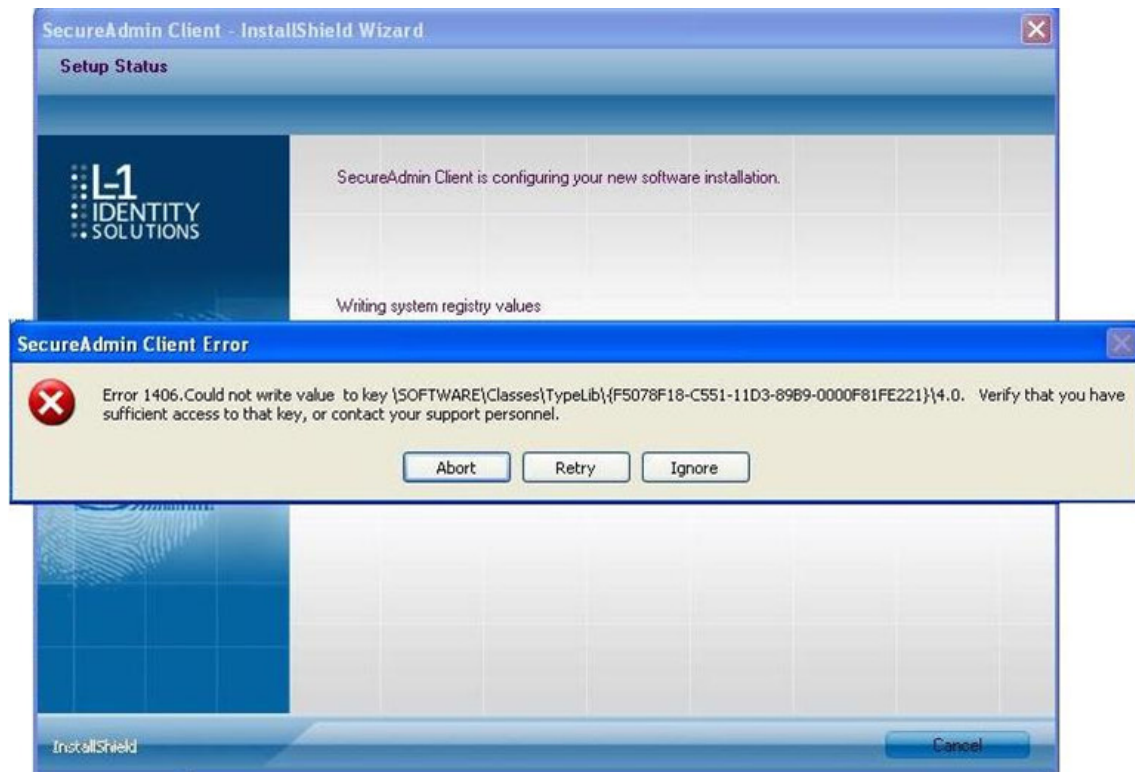 SecureAdmin Client - InstallShield Wizard
Setup Status
L-1
IDENTITY
SOLUTIONS
SecureAdmin Client is configuring your new software installation.
Writing system registry values
SecureAdmin Client Error
Error 1406.Could not write value to key \SOFTWARE\Classes\TypeLib\{F5078F18-C551-11D3-89B9-0000F81FE221}\4.0. Verify that you have
sufficient access to that key, or contact your support personnel.
Abort Retry Ignore
InstallShield
Cancel